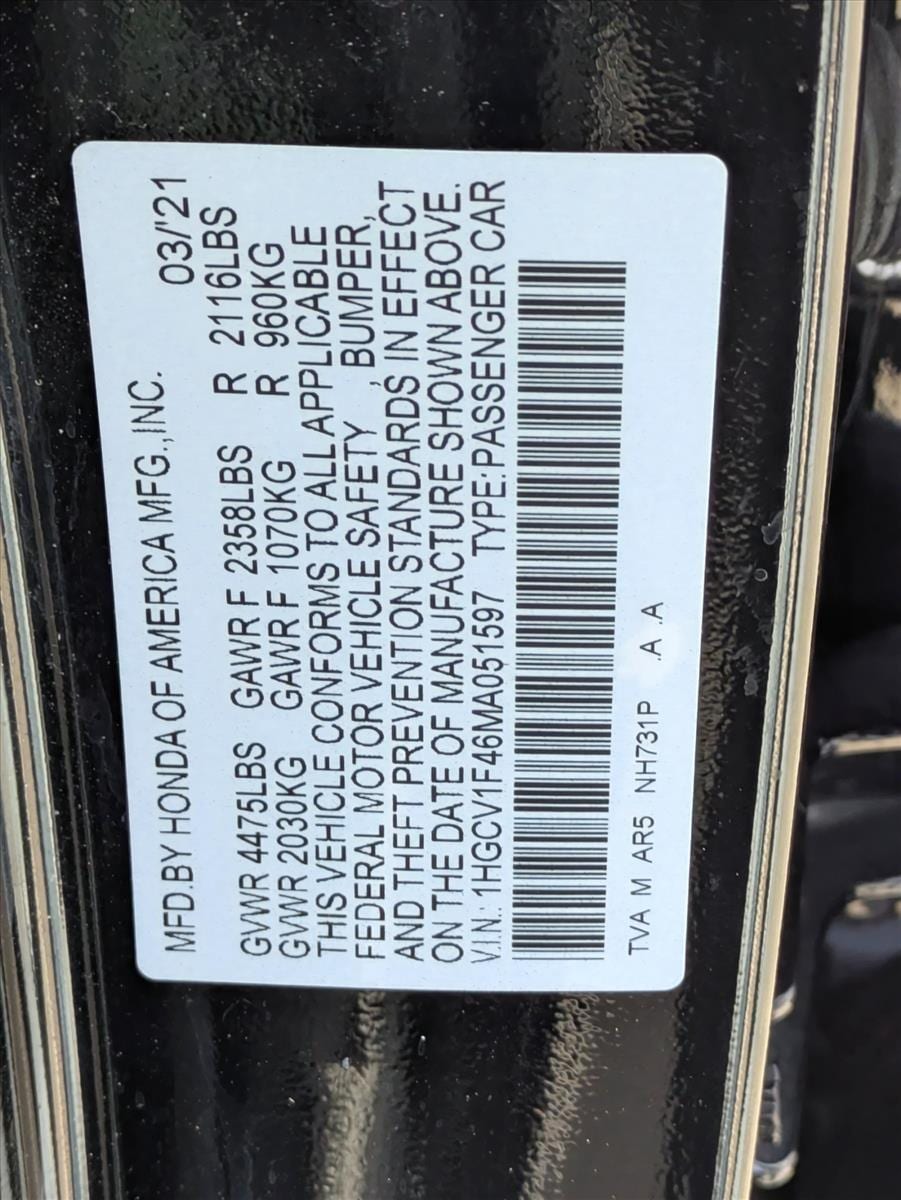 MFD.BY HONDA OF AMERICA MFG.,INC. 03/'21
GVWR 4475LBS GAWR F 2358LBS R 2116LBS
GVWR 2030KG GAWR F 1070KG R 960KG
THIS VEHICLE CONFORMS TO ALL APPLICABLE
FEDERAL MOTOR VEHICLE SAFETY , BUMPER,
AND THEFT PREVENTION STANDARDS IN EFFECT
ON THE DATE OF MANUFACTURE SHOWN ABOVE.
V.I.N.: 1HGCV1F46MA051597 TYPE:PASSENGER CAR
TVA M AR5 NH731P .A .A